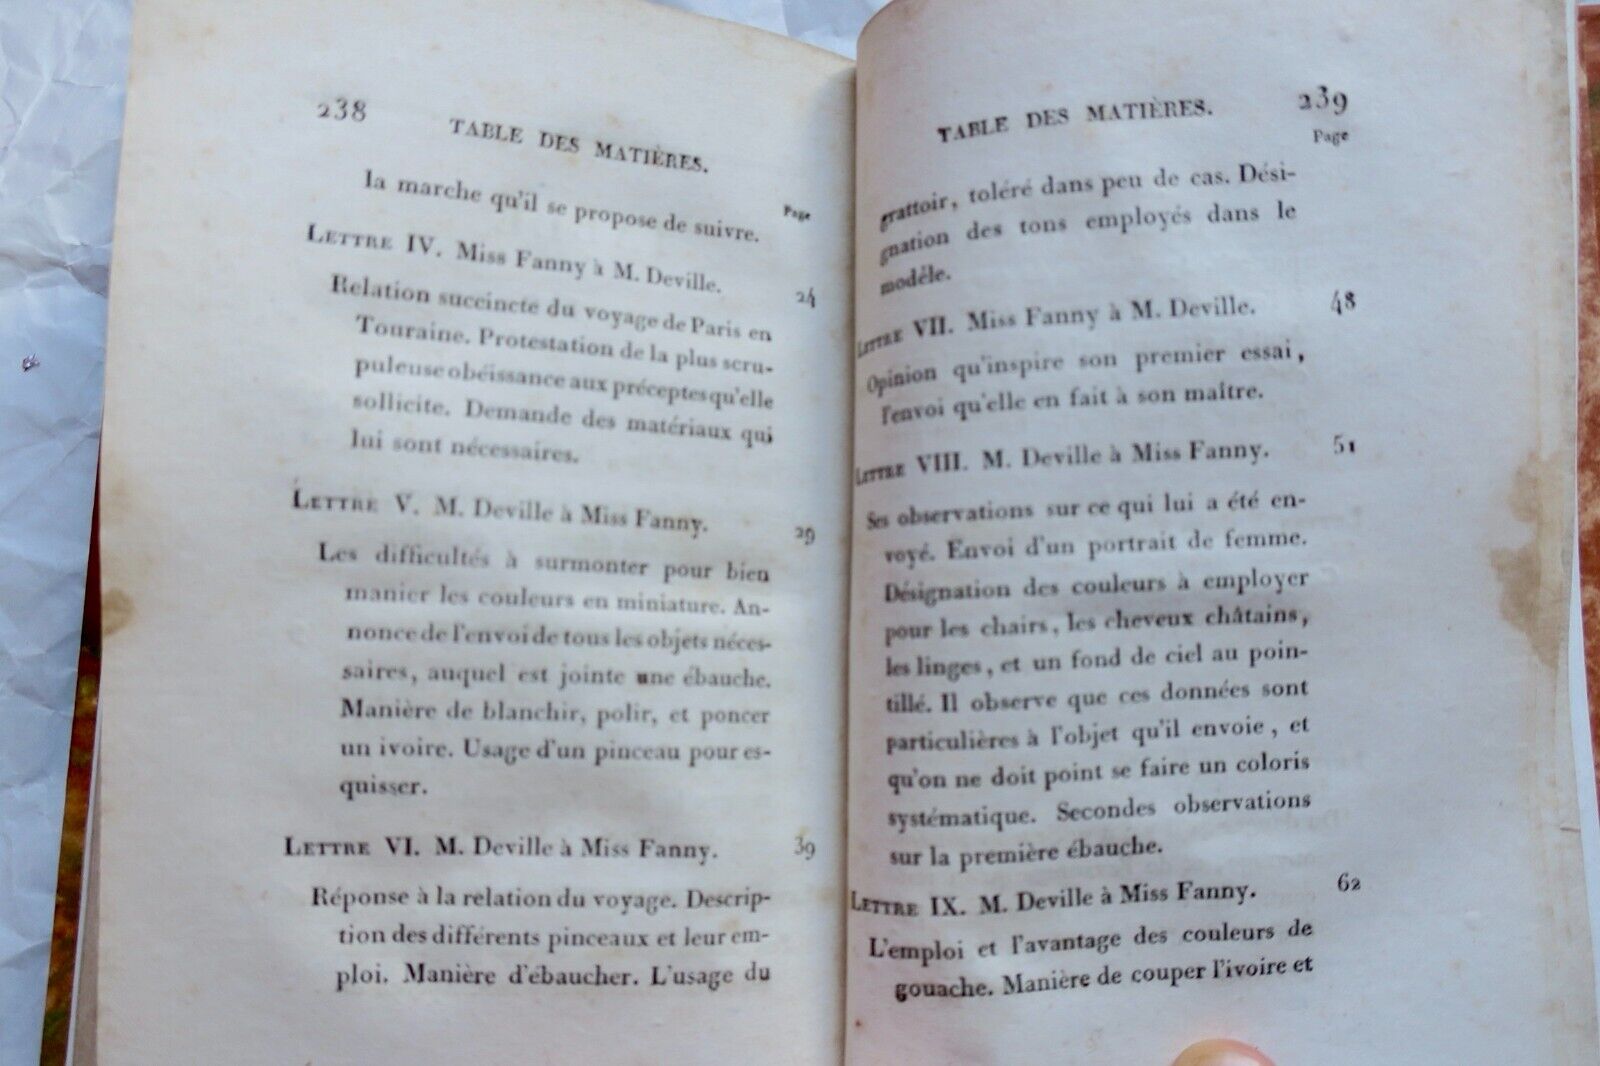 238
TABLE DES MATIÈRES.
Page
la marche qu'il se propose de suivre.
LETTRE IV. Miss Fanny à M. Deville. 24
Relation succincte du voyage de Paris en
Touraine. Protestation de la plus scru-
puleuse obéissance aux préceptes qu'elle
sollicite. Demande des matériaux qui
lui sont nécessaires.
LETTRE V. M. Deville à Miss Fanny. 29
Les difficultés à surmonter pour bien
manier les couleurs en miniature. An-
nonce de l'envoi de tous les objets néces-
saires, auquel est jointe une ébauche.
Manière de blanchir, polir, et poncer
un ivoire. Usage d'un pinceau pour es-
quisser.
LETTRE VI. M. Deville à Miss Fanny. 39
Réponse à la relation du voyage. Descrip-
tion des différents pinceaux et leur em-
ploi. Manière d'ébaucher. L'usage du
TABLE DES MATIÈRES. 239
Page
grattoir, toléré dans peu de cas. Dési-
gnation des tons employés dans le
modèle.
LETTRE VII. Miss Fanny à M. Deville. 48
Opinion qu'inspire son premier essai,
l'envoi qu'elle en fait à son maître.
LETTRE VIII. M. Deville à Miss Fanny. 51
Ses observations sur ce qui lui a été en-
voyé. Envoi d'un portrait de femme.
Désignation des couleurs à employer
pour les chairs, les cheveux châtains,
les linges, et un fond de ciel au poin-
tillé. Il observe que ces données sont
particulières à l'objet qu'il envoie, et
qu'on ne doit point se faire un coloris
systématique. Secondes observations
sur la première ébauche.
LETTRE IX. M. Deville à Miss Fanny. 62
L'emploi et l'avantage des couleurs de
gouache. Manière de couper l'ivoire et